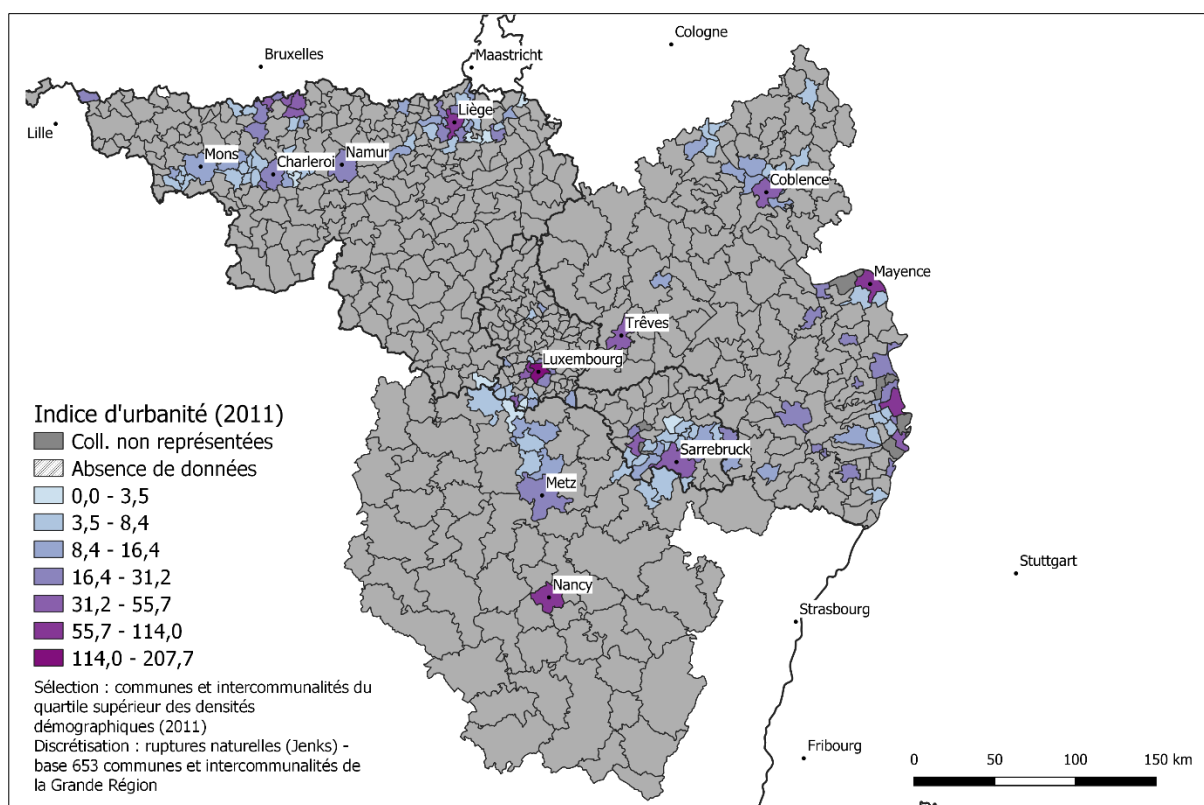 Cologne
Bruxelles
Maastricht
Lille
Liège
Mons
Charleroi
Namur
Coblence
Mayence
Trêves
Luxembourg
Sarrebruck
Metz
Nancy
Stuttgart
Strasbourg
Fribourg
Indice d'urbanité (2011)
Coll. non représentées
Absence de données
0,0 - 3,5
3,5 - 8,4
8,4 - 16,4
16,4 - 31,2
31,2 - 55,7
55,7 - 114,0
114,0 - 207,7
Sélection : communes et intercommunalités du
quartile supérieur des densités
démographiques (2011)
Discrétisation : ruptures naturelles (Jenks) -
base 653 communes et intercommunalités de
la Grande Région
0 50 100 150 km